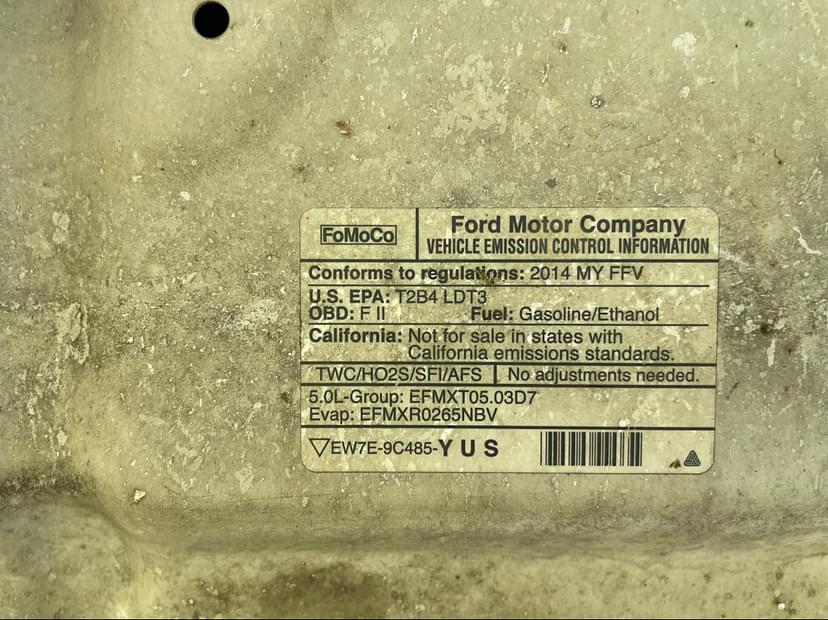 FoMoCo
Ford Motor Company
VEHICLE EMISSION CONTROL INFORMATION
Conforms to regulations: 2014 MY FFV
U.S. EPA: T2B4 LDT3
OBD: F II Fuel: Gasoline/Ethanol
California: Not for sale in states with
California emissions standards.
TWC/HO2S/SFI/AFS No adjustments needed.
5.0L-Group: EFMXT05.03D7
Evap: EFMXR0265NBV
EW7E-9C485-YUS